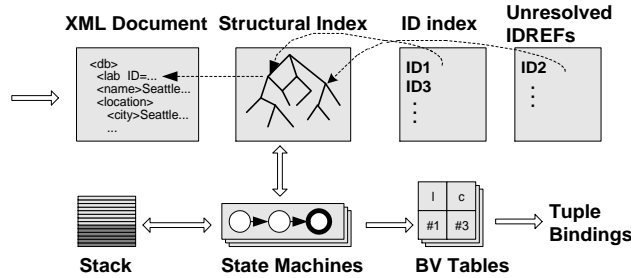 XML Document
Structural Index
ID index
Unresolved
IDREFs
<db>
<lab ID=...
<name>Seattle...
<location>
<city>Seattle...
...
ID1
ID3
ID2
l c
#1 #3
Tuple
Bindings
Stack
State Machines
BV Tables